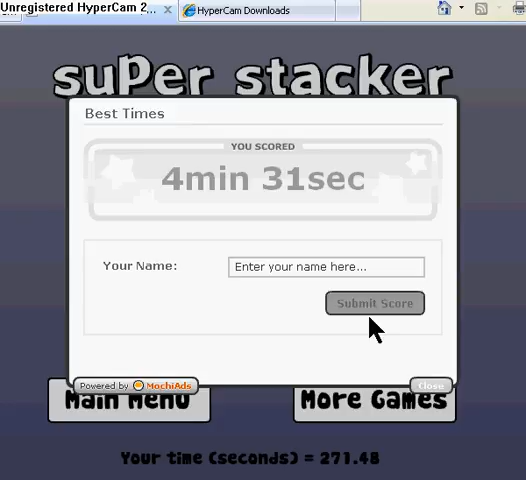 Unregistered HyperCam 2...
HyperCam Downloads
super stacker
Best Times
YOU SCORED
4min 31sec
Your Name:
Enter your name here...
Submit Score
Powered by MochiAds
Close
Main Menu
More Games
Your time (seconds) = 271.48